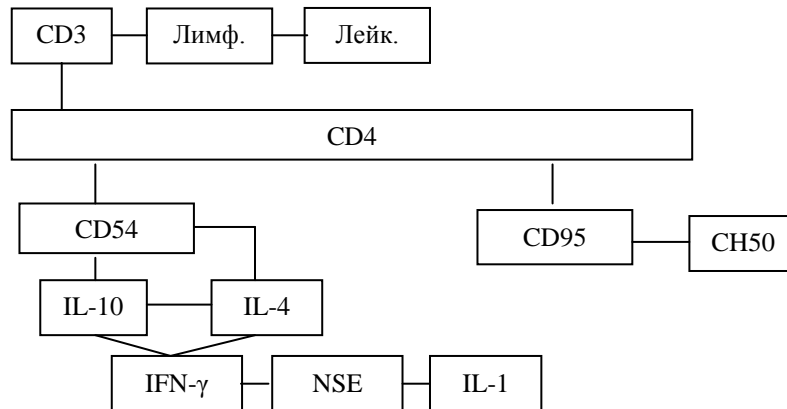 CD3 Лимф. Лейк.
CD4
CD54 CD95 CH50
IL-10 IL-4
IFN-γ NSE IL-1